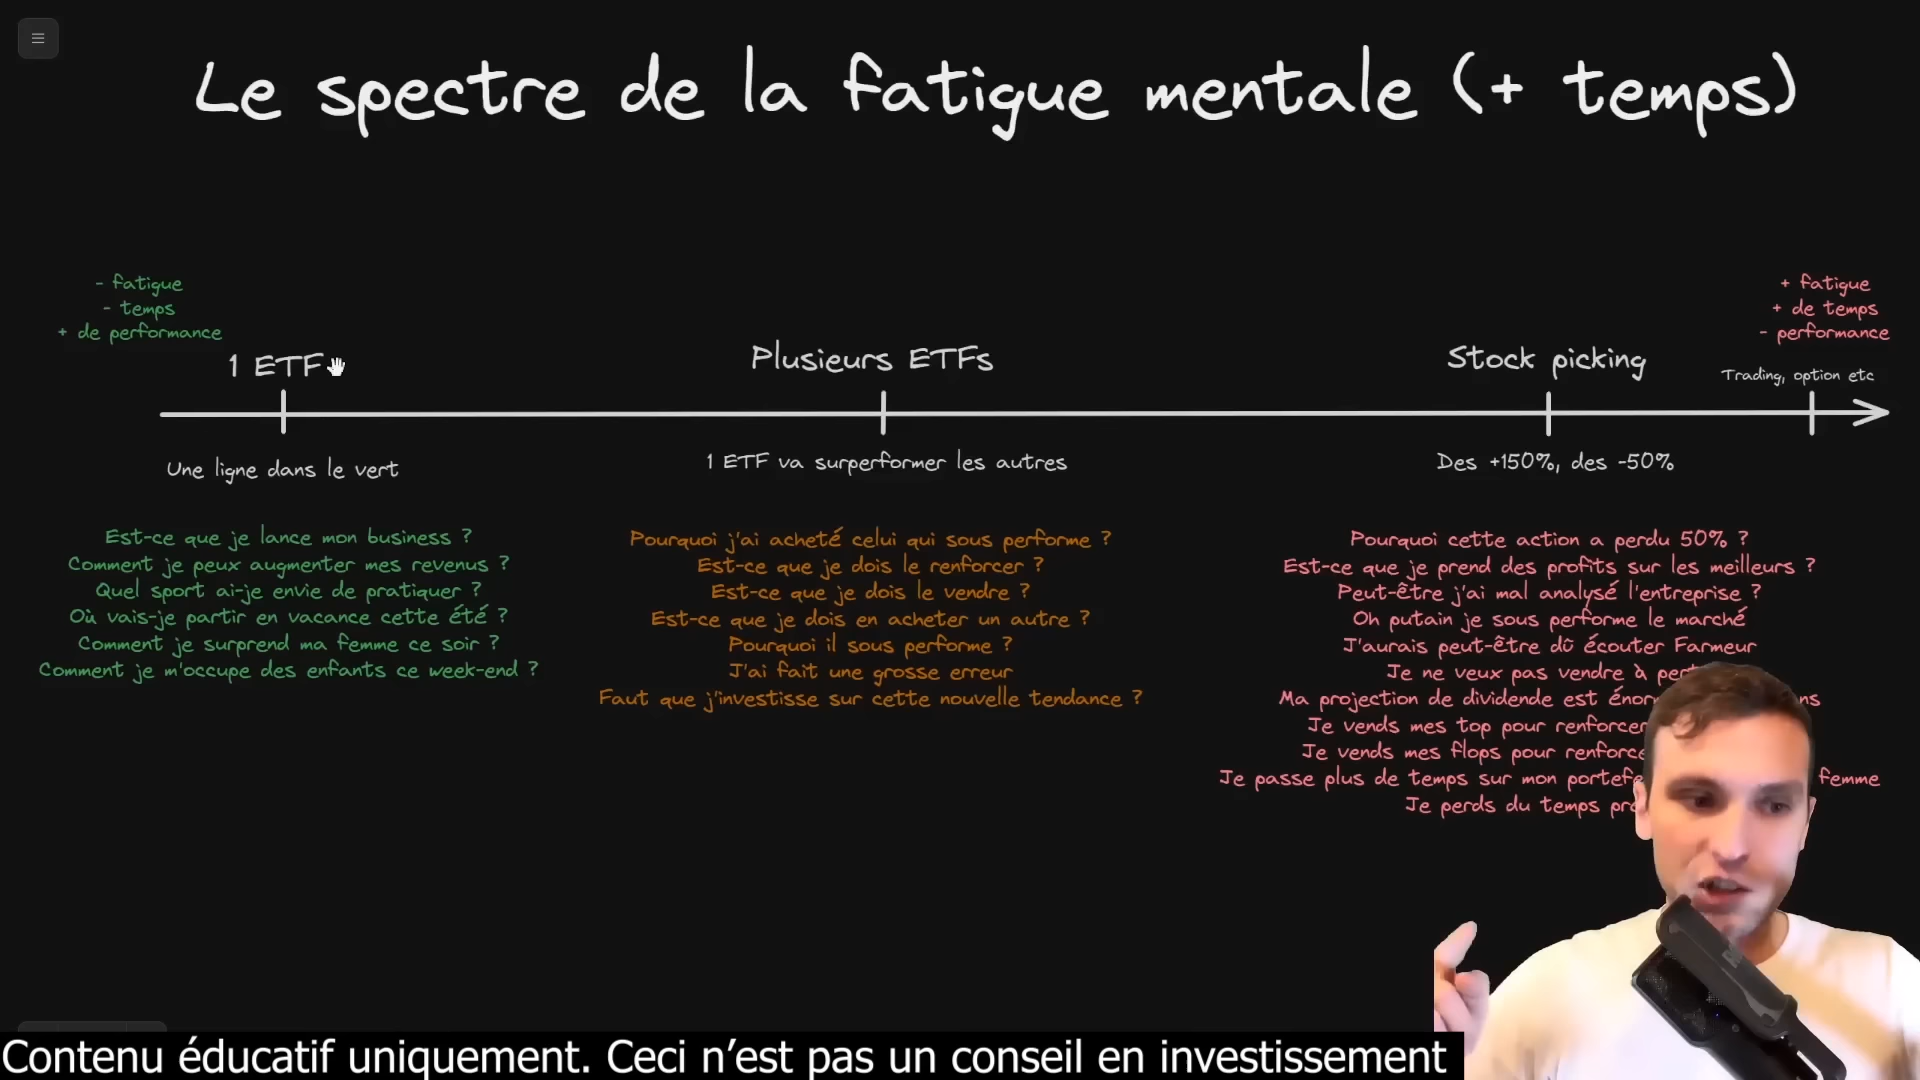 Le spectre de la fatigue mentale (+ temps)
- fatigue
- temps
+ de performance
+ fatigue
+ de temps
- performance
1 ETF
Plusieurs ETFs
Stock picking
Trading, option etc
Une ligne dans le vert
1 ETF va surperformer les autres
Des +150%, des -50%
Est-ce que je lance mon business ?
Comment je peux augmenter mes revenus ?
Quel sport ai-je envie de pratiquer ?
Où vais-je partir en vacance cette été ?
Comment je surprend ma femme ce soir ?
Comment je m'occupe des enfants ce week-end ?
Pourquoi j'ai acheté celui qui sous performe ?
Est-ce que je dois le renforcer ?
Est-ce que je dois le vendre ?
Est-ce que je dois en acheter un autre ?
Pourquoi il sous performe ?
J'ai fait une grosse erreur
Faut que j'investisse sur cette nouvelle tendance ?
Pourquoi cette action a perdu 50% ?
Est-ce que je prend des profits sur les meilleurs ?
Peut-être j'ai mal analysé l'entreprise ?
Oh putain je sous performe le marché
J'aurais peut-être dû écouter Farmeur
Je ne veux pas vendre à
Ma projection de dividende est
Je vends mes top pour
Je vends mes flops pour
Je passe plus de temps sur mon femme
Je perds du temps
Contenu éducatif uniquement. Ceci n'est pas un conseil en investissement